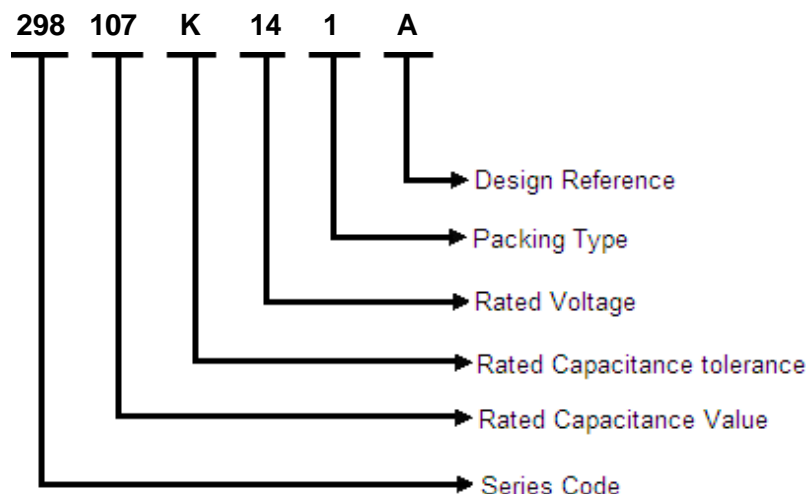 298 107 K 14 1 A
Design Reference
Packing Type
Rated Voltage
Rated Capacitance tolerance
Rated Capacitance Value
Series Code